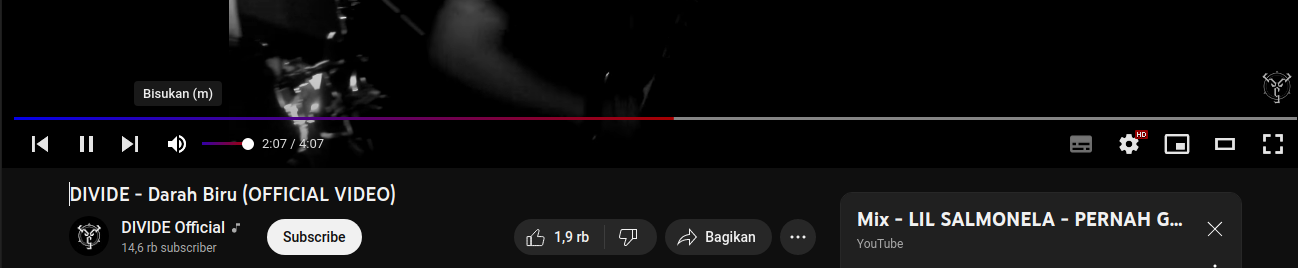 Bisukan (m)
2:07 / 4:07
HD
DIVIDE - Darah Biru (OFFICIAL VIDEO)
DIVIDE Official
14,6 rb subscriber
Subscribe
1,9 rb
Bagikan
Mix - LIL SALMONELA - PERNAH G...
YouTube